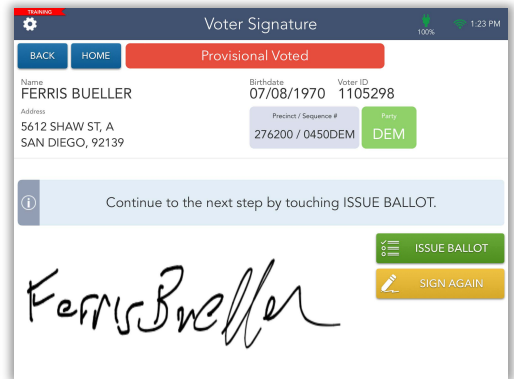 TRAINING
Voter Signature
100%
1:23 PM
BACK
HOME
Provisional Voted
Name
FERRIS BUELLER
Birthdate
07/08/1970
Voter ID
1105298
Address
5612 SHAW ST, A
SAN DIEGO, 92139
Precinct / Sequence #
276200 / 0450DEM
Party
DEM
Continue to the next step by touching ISSUE BALLOT.
ISSUE BALLOT
SIGN AGAIN
Ferris Bueller